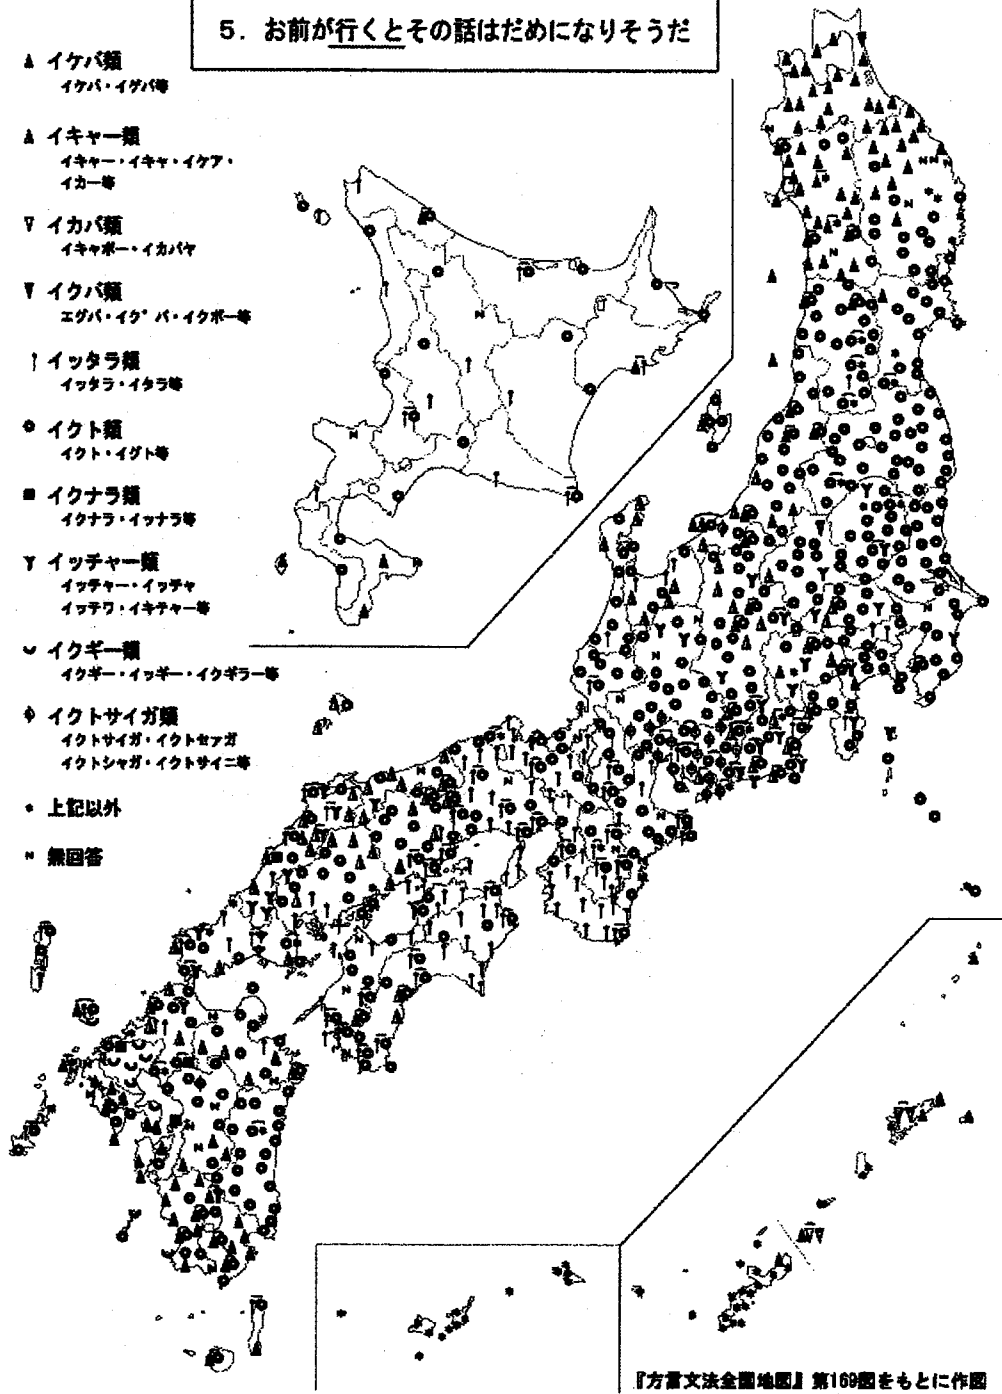 5．お前が行くとその話はだめになりそうだ
イケバ類
イケバ・イゲバ等
イキャー類
イキャー・イキャ・イケア・
イカー等
イカバ類
イキャボー・イカバヤ
イクバ類
エグバ・イク゜バ・イクボー等
イッタラ類
イッタラ・イタラ等
イクト類
イクト・イグト等
イクナラ類
イクナラ・イッナラ等
イッチャー類
イッチャー・イッチャ
イッテワ・イキチャー等
イクギー類
イクギー・イッギー・イクギラー等
イクトサイガ類
イクトサイガ・イクトセァガ
イクトシャガ・イクトサイニ等
上記以外
N 無回答
『方言文法全国地図』第169図をもとに作図